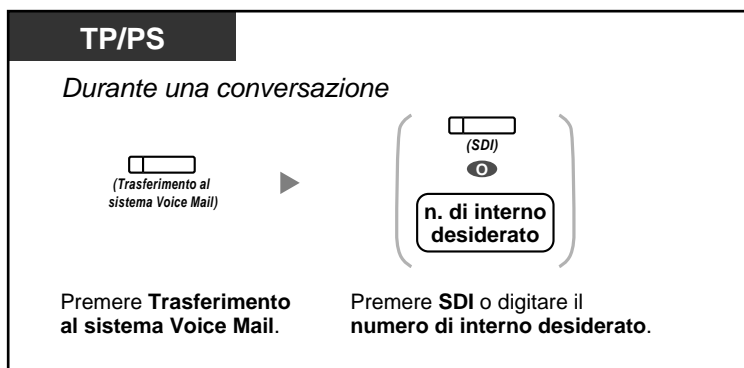 TP/PS
Durante una conversazione
(Trasferimento al
sistema Voice Mail)
(SDI)
O
n. di interno
desiderato
Premere Trasferimento
al sistema Voice Mail.
Premere SDI o digitare il
numero di interno desiderato.